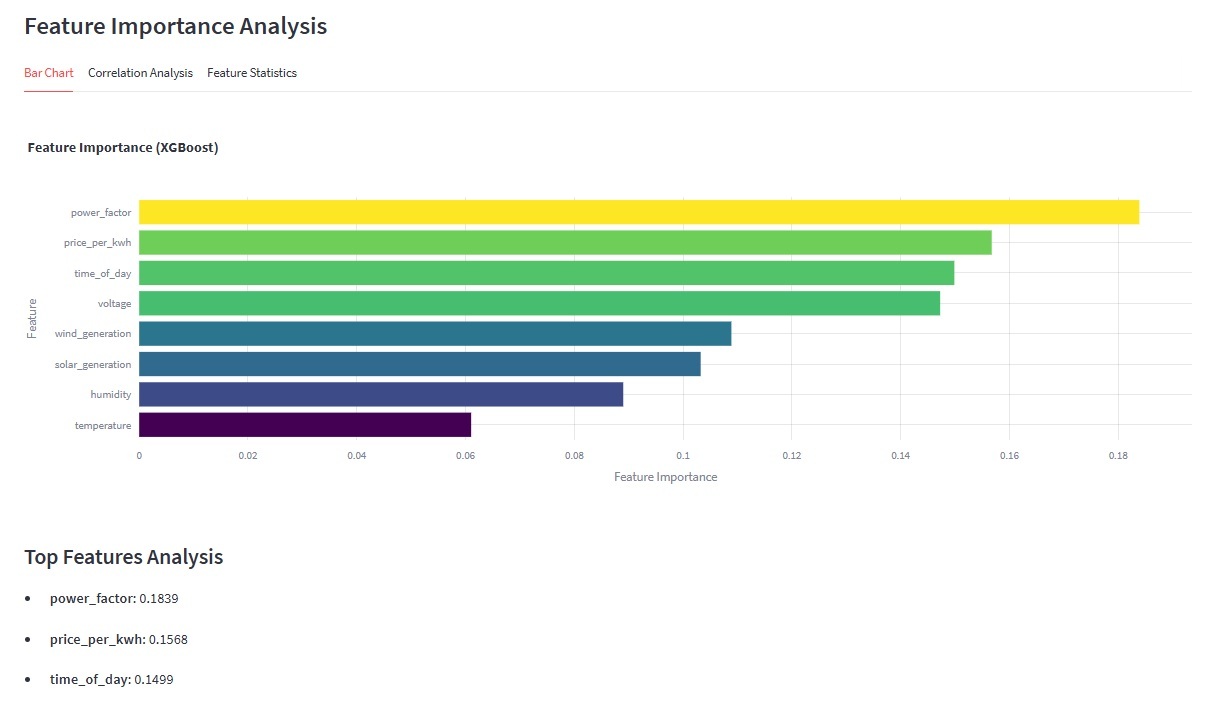 Feature Importance Analysis
Bar Chart Correlation Analysis Feature Statistics
Feature Importance (XGBoost)
Feature
power_factor
price_per_kwh
time_of_day
voltage
wind_generation
solar_generation
humidity
temperature
0 0.02 0.04 0.06 0.08 0.1 0.12 0.14 0.16 0.18
Feature Importance
Top Features Analysis
• power_factor: 0.1839
• price_per_kwh: 0.1568
• time_of_day: 0.1499